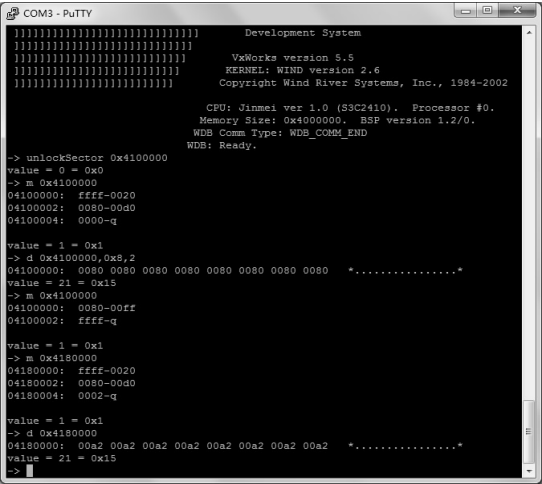 COM3 - PuTTY
]]]]]]]]]]]]]]]]]]]]]]]]]]]]]       Development System
]]]]]]]]]]]]]]]]]]]]]]]]]]]]
]]]]]]]]]]]]]]]]]]]]]]]]]]]       VxWorks version 5.5
]]]]]]]]]]]]]]]]]]]]]]]]]]       KERNEL: WIND version 2.6
]]]]]]]]]]]]]]]]]]]]]]]]]       Copyright Wind River Systems, Inc., 1984-2002
CPU: Jinmei ver 1.0 (S3C2410).  Processor #0.
Memory Size: 0x4000000.  BSP version 1.2/0.
WDB Comm Type: WDB_COMM_END
WDB: Ready.
-> unlockSector 0x4100000
value = 0 = 0x0
-> m 0x4100000
04100000:  ffff-0020
04100002:  0080-00d0
04100004:  0000-q
value = 1 = 0x1
-> d 0x4100000,0x8,2
04100000:  0080 0080 0080 0080 0080 0080 0080 0080   *................*
value = 21 = 0x15
-> m 0x4100000
04100000:  0080-00ff
04100002:  ffff-q
value = 1 = 0x1
-> m 0x4180000
04180000:  ffff-0020
04180002:  0080-00d0
04180004:  0002-q
value = 1 = 0x1
-> d 0x4180000
04180000:  00a2 00a2 00a2 00a2 00a2 00a2 00a2 00a2   *................*
value = 21 = 0x15
->